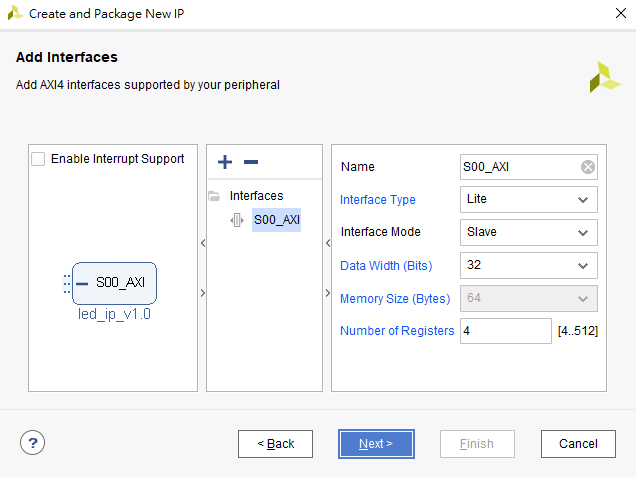 Create and Package New IP
Add Interfaces
Add AXI4 interfaces supported by your peripheral
Enable Interrupt Support
S00_AXI
led_ip_v1.0
Interfaces
S00_AXI
Name S00_AXI
Interface Type Lite
Interface Mode Slave
Data Width (Bits) 32
Memory Size (Bytes) 64
Number of Registers 4 [4..512]
? < Back Next > Finish Cancel